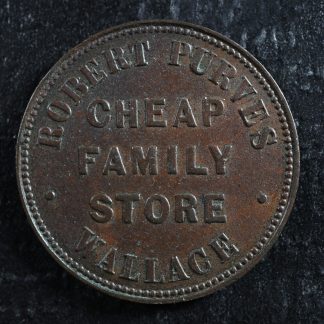 ROBERT PURVES
CHEAP
FAMILY
STORE
WALLACE